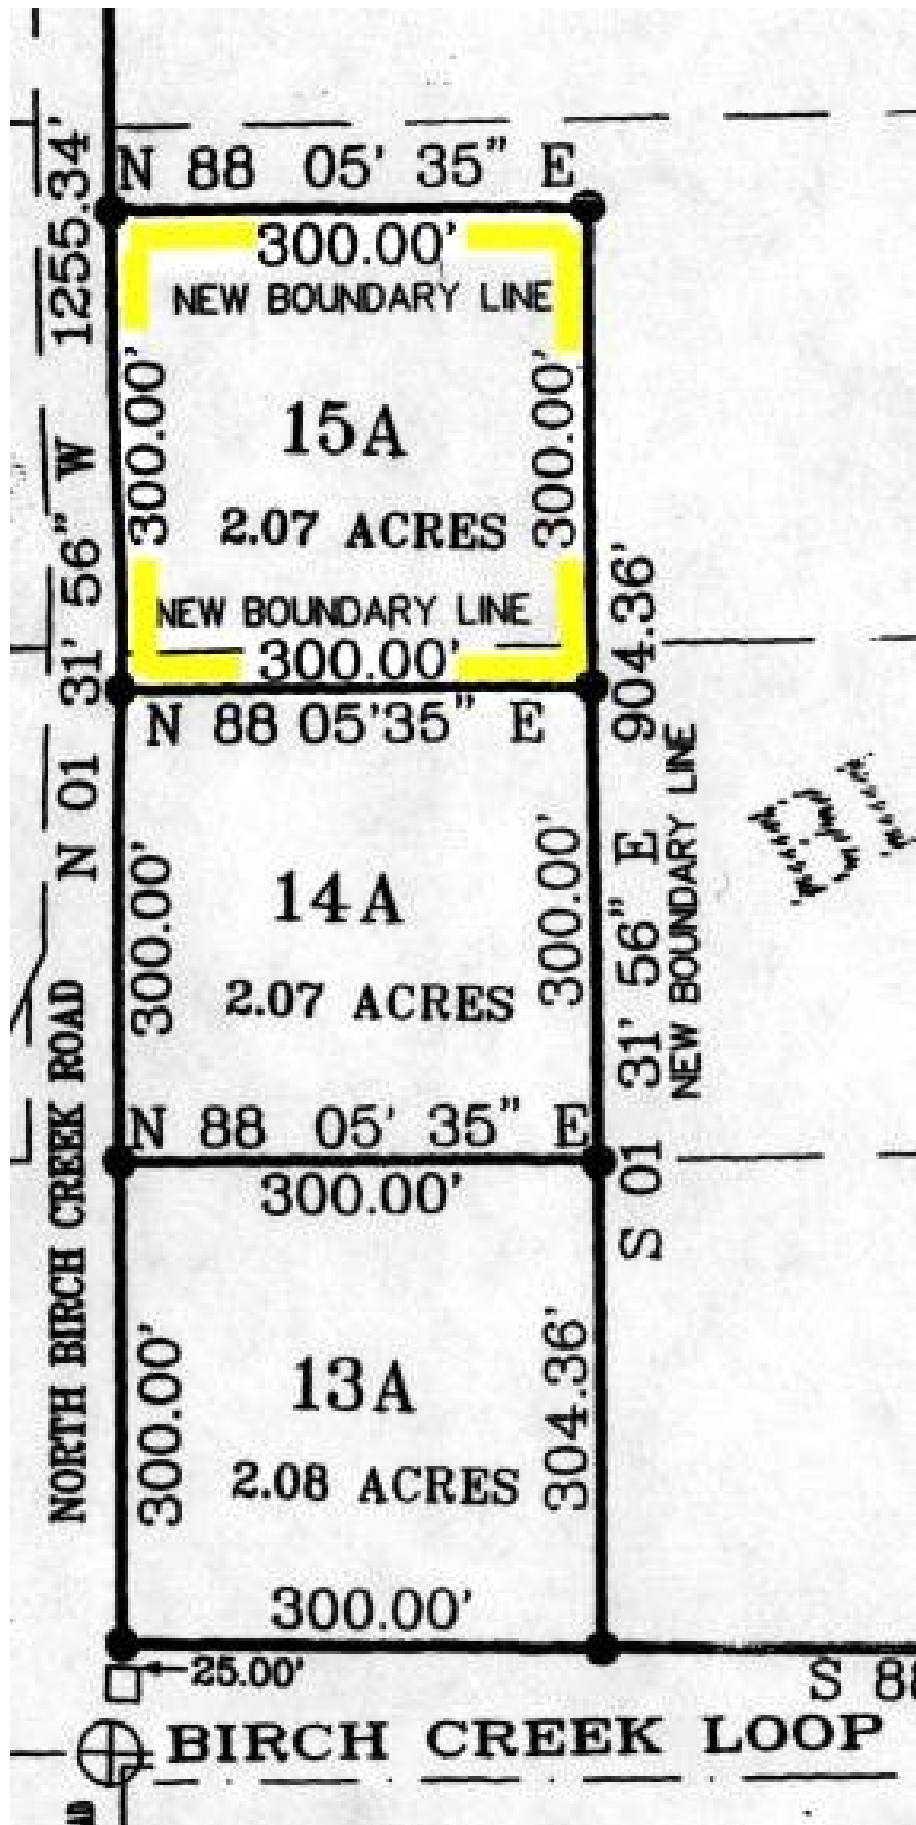 N 88 05' 35" E
300.00'
NEW BOUNDARY LINE
300.00'
300.00'
15A
2.07 ACRES
NEW BOUNDARY LINE
300.00'
N 88 05'35" E
N 01 31' 56" W 1255.34'
300.00'
300.00'
14A
2.07 ACRES
S 01 31' 56" E 904.36'
NEW BOUNDARY LINE
N 88 05' 35" E
300.00'
NORTH BIRCH CREEK ROAD
300.00'
304.36'
13A
2.08 ACRES
300.00'
25.00'
S 88
BIRCH CREEK LOOP